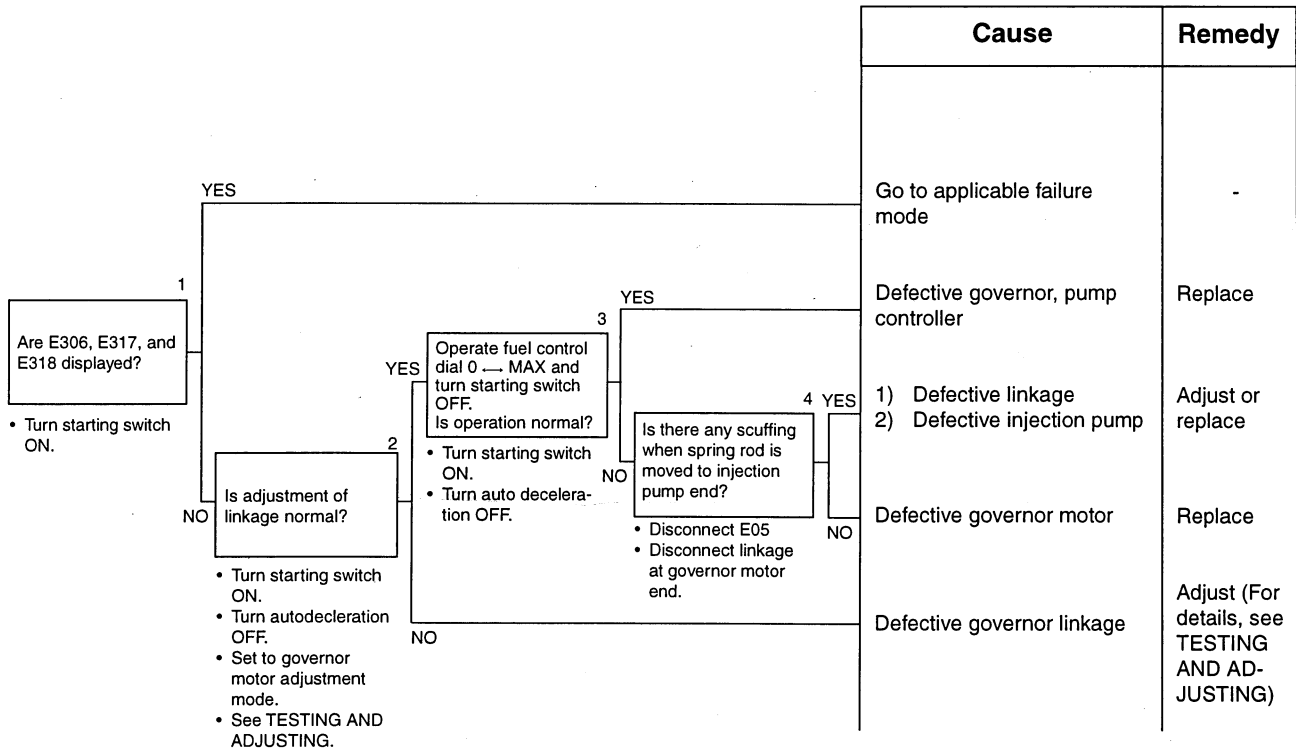 Cause
Remedy
YES
Go to applicable failure
mode
-
1
Are E306, E317, and
E318 displayed?
• Turn starting switch
ON.
NO
2
Is adjustment of
linkage normal?
• Turn starting switch
ON.
• Turn autodecleration
OFF.
• Set to governor
motor adjustment
mode.
• See TESTING AND
ADJUSTING.
YES
3
Operate fuel control
dial 0 ↔ MAX and
turn starting switch
OFF.
Is operation normal?
• Turn starting switch
ON.
• Turn auto decelera-
tion OFF.
YES
Defective governor, pump
controller
Replace
NO
4
Is there any scuffing
when spring rod is
moved to injection
pump end?
• Disconnect E05
• Disconnect linkage
at governor motor
end.
YES
1) Defective linkage
2) Defective injection pump
Adjust or
replace
NO
Defective governor motor
Replace
NO
Defective governor linkage
Adjust (For
details, see
TESTING
AND AD-
JUSTING)